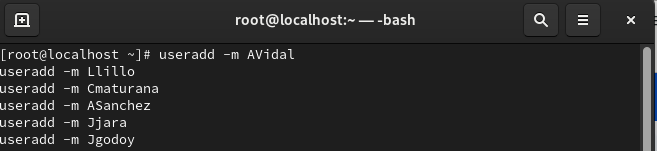 root@localhost:~ — -bash
[root@localhost ~]# useradd -m AVidal
useradd -m Llillo
useradd -m Cmaturana
useradd -m ASanchez
useradd -m Jjara
useradd -m Jgodoy